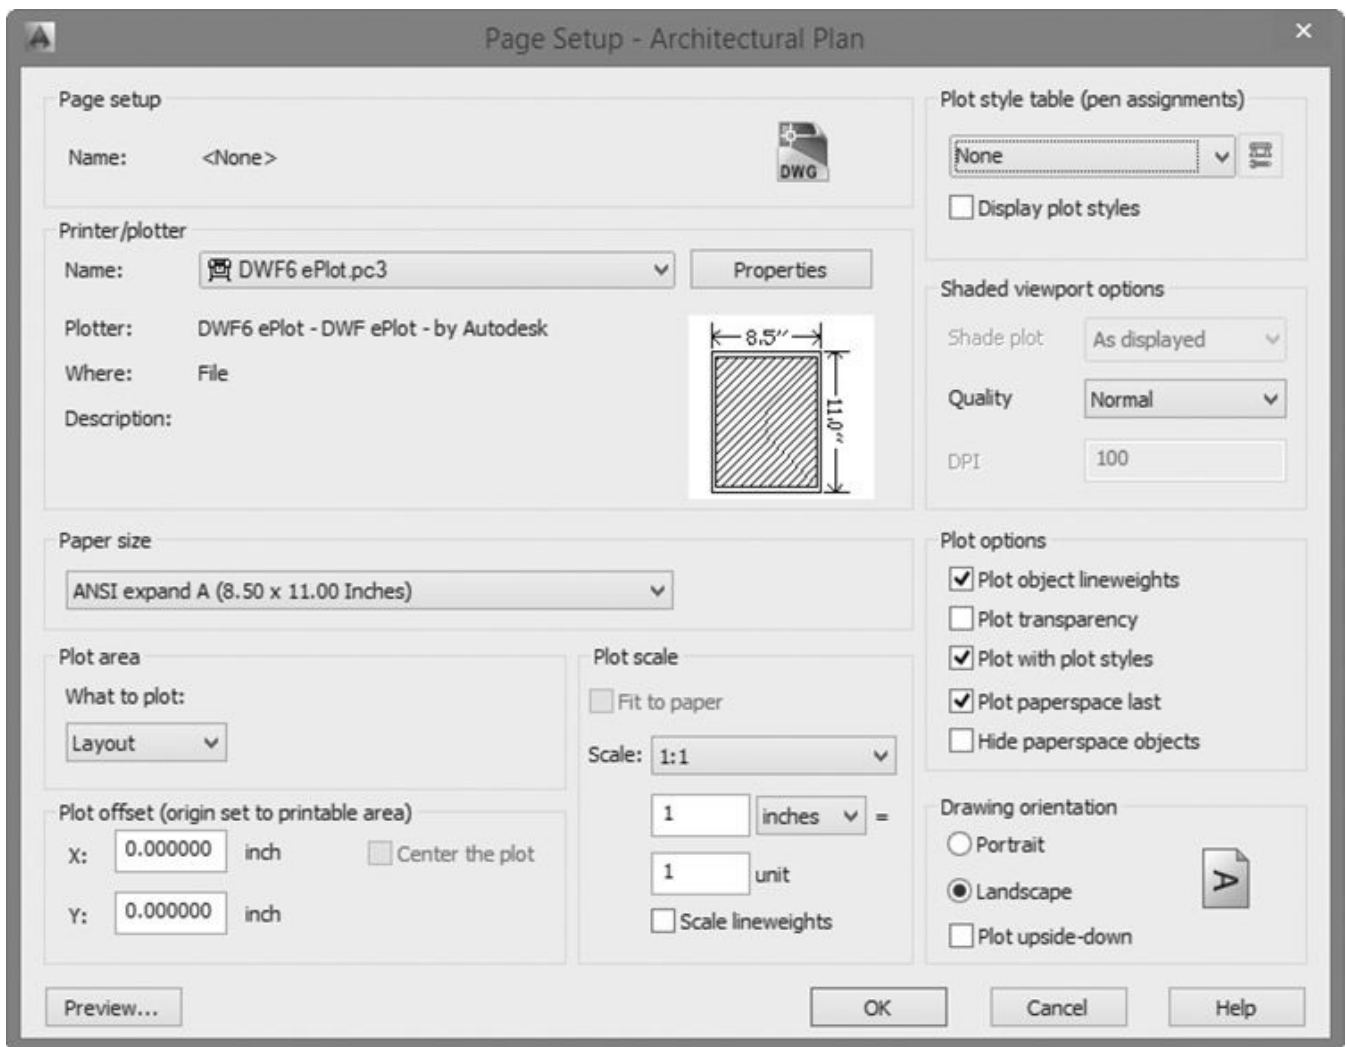 Page Setup - Architectural Plan
Page setup
Name: <None>
DWG
Printer/plotter
Name: DWF6 ePlot.pc3 Properties
Plotter: DWF6 ePlot - DWF ePlot - by Autodesk
Where: File
Description:
8.5''
11.0''
Paper size
ANSI expand A (8.50 x 11.00 Inches)
Plot area
What to plot:
Layout
Plot offset (origin set to printable area)
X: 0.000000 inch Center the plot
Y: 0.000000 inch
Plot scale
Fit to paper
Scale: 1:1
1 inches =
1 unit
Scale lineweights
Plot style table (pen assignments)
None
Display plot styles
Shaded viewport options
Shade plot As displayed
Quality Normal
DPI 100
Plot options
Plot object lineweights
Plot transparency
Plot with plot styles
Plot paperspace last
Hide paperspace objects
Drawing orientation
Portrait
Landscape
A
Plot upside-down
Preview... OK Cancel Help